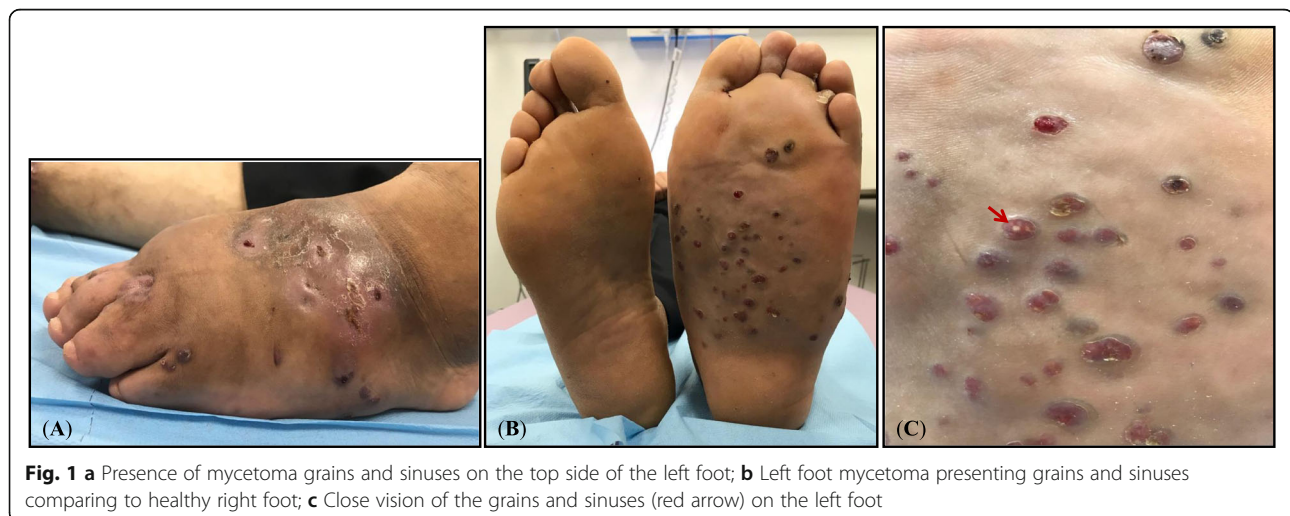 (A)
(B)
(C)
Fig. 1 a Presence of mycetoma grains and sinuses on the top side of the left foot; b Left foot mycetoma presenting grains and sinuses
comparing to healthy right foot; c Close vision of the grains and sinuses (red arrow) on the left foot